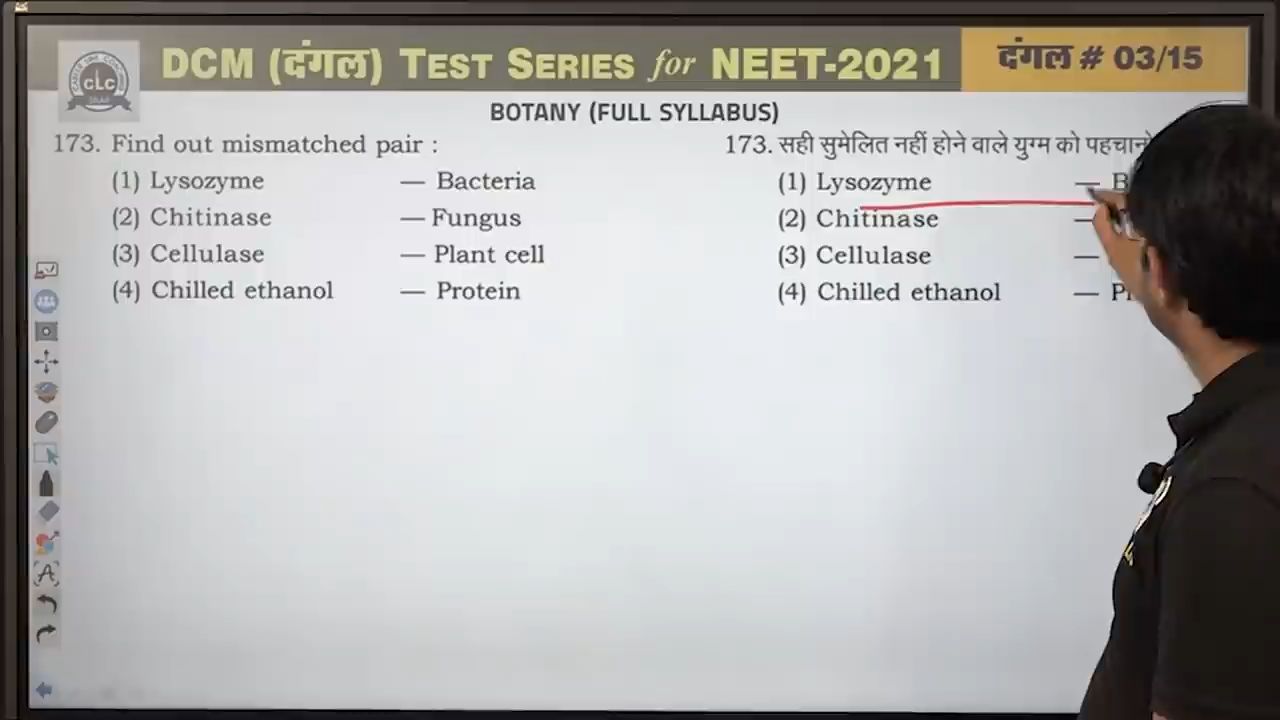 CLC
DCM (दंगल) TEST SERIES for NEET-2021
दंगल # 03/15
BOTANY (FULL SYLLABUS)
173. Find out mismatched pair :
(1) Lysozyme — Bacteria
(2) Chitinase — Fungus
(3) Cellulase — Plant cell
(4) Chilled ethanol — Protein
173. सही सुमेलित नहीं होने वाले युग्म को पहचानो
(1) Lysozyme —
(2) Chitinase —
(3) Cellulase —
(4) Chilled ethanol —